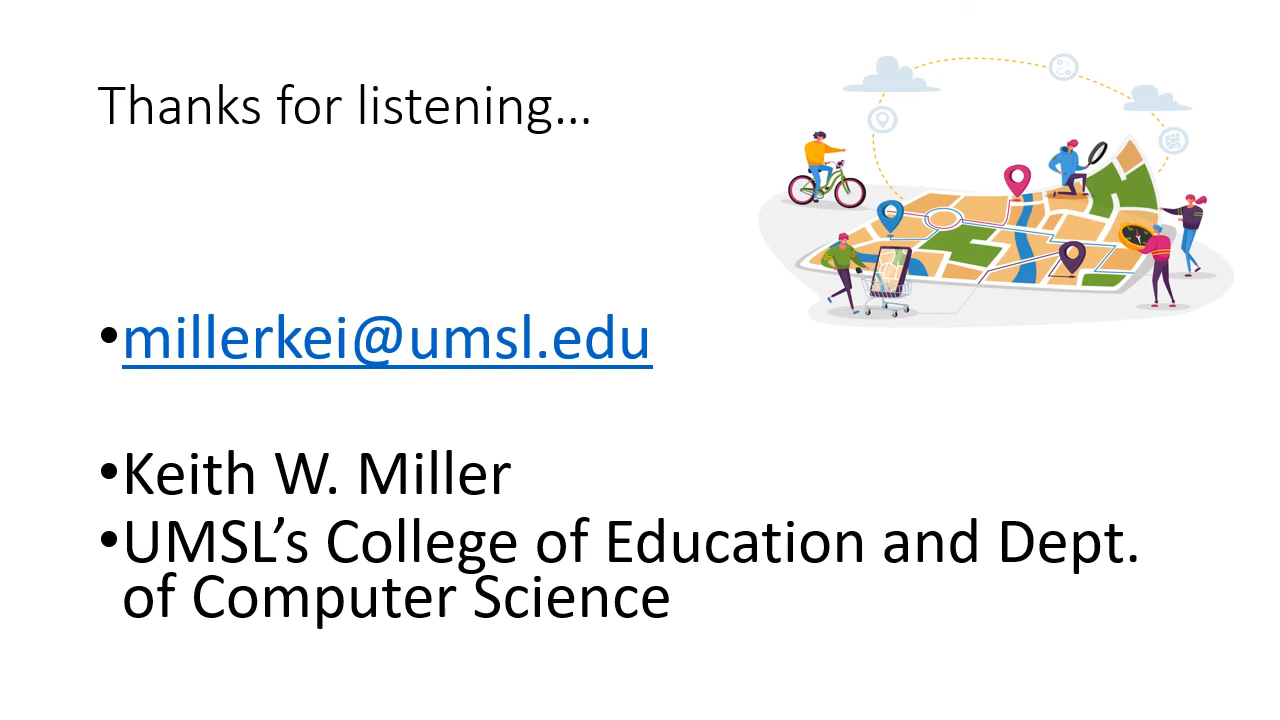 Thanks for listening…
•millerkei@umsl.edu
•Keith W. Miller
•UMSL’s College of Education and Dept.
of Computer Science